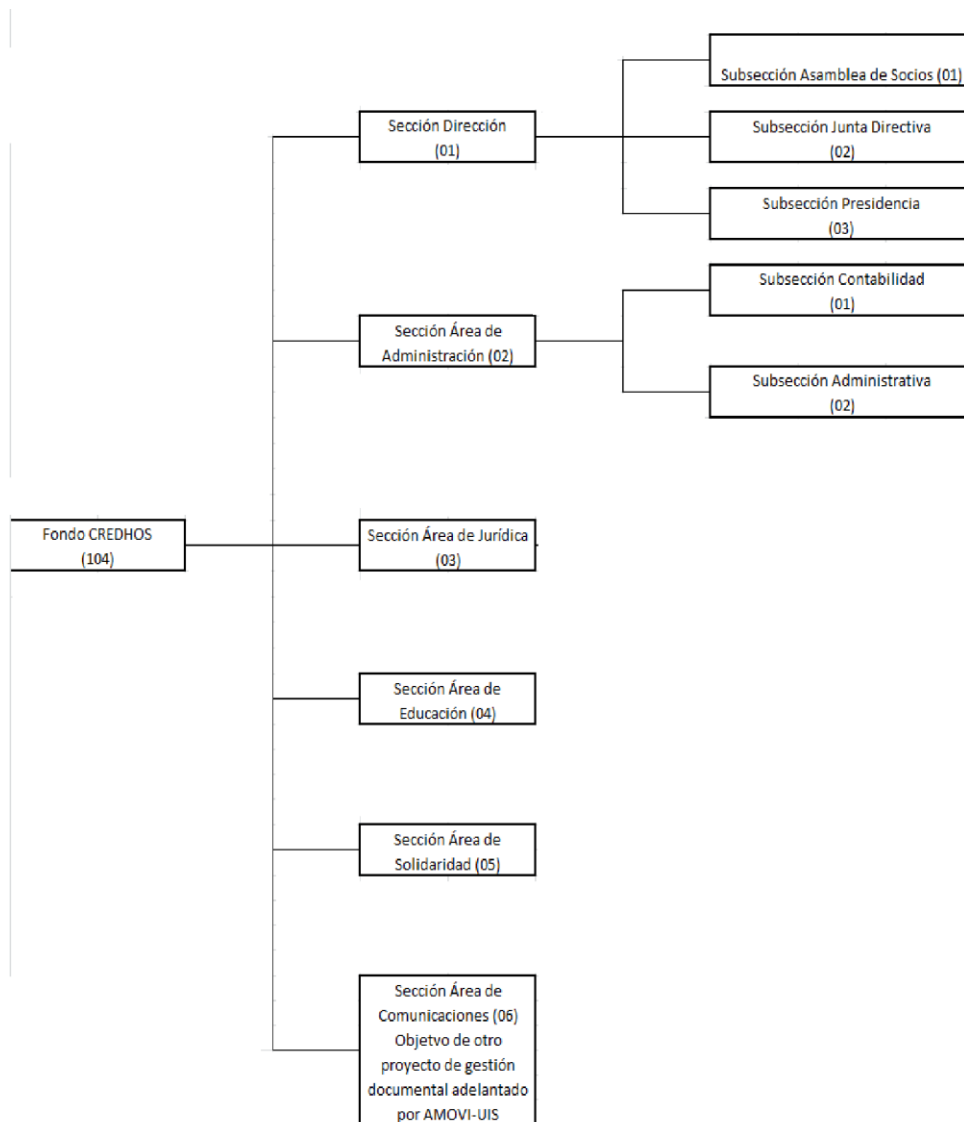 Subsección Asamblea de Socios (01)
Sección Dirección
(01)
Subsección Junta Directiva
(02)
Subsección Presidencia
(03)
Subsección Contabilidad
(01)
Sección Área de
Administración (02)
Subsección Administrativa
(02)
Fondo CREDHOS
(104)
Sección Área de Jurídica
(03)
Sección Área de
Educación (04)
Sección Área de
Solidaridad (05)
Sección Área de
Comunicaciones (06)
Objetvo de otro
proyecto de gestión
documental adelantado
por AMOVI-UIS